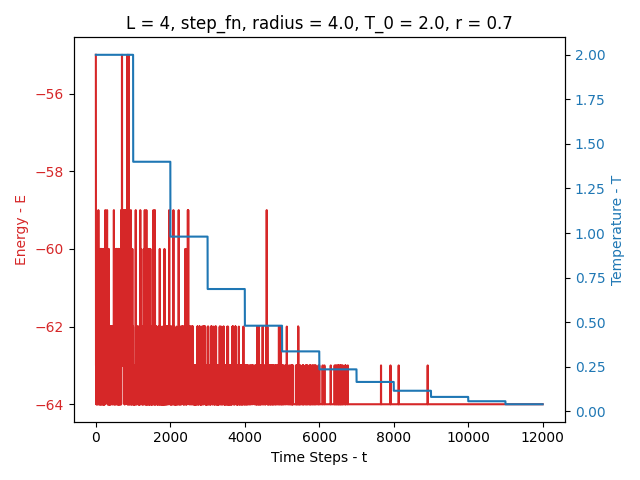 L = 4, step_fn, radius = 4.0, T_0 = 2.0, r = 0.7
Energy - E
−56
−58
−60
−62
−64
2.00
1.75
1.50
1.25
1.00
0.75
0.50
0.25
0.00
Temperature - T
0 2000 4000 6000 8000 10000 12000
Time Steps - t